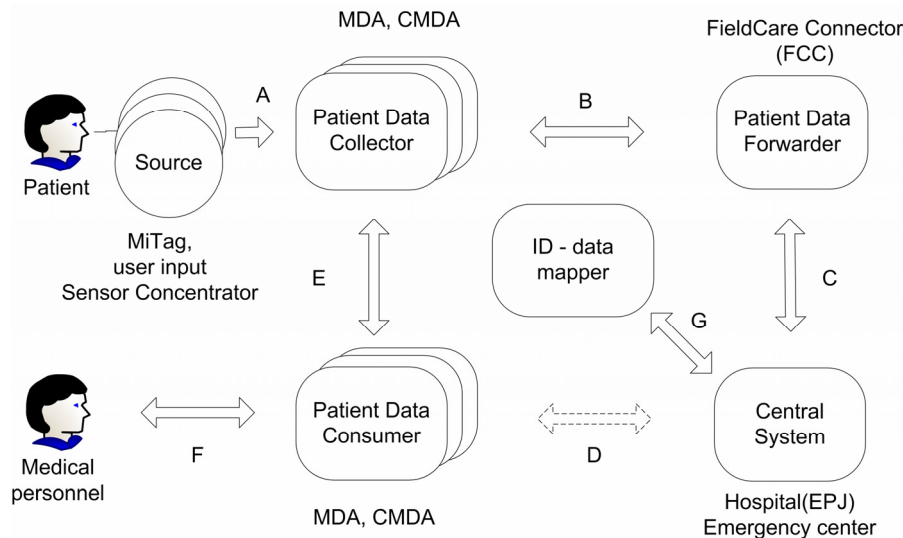 MDA, CMDA
FieldCare Connector
(FCC)
A
B
Patient Data
Collector
Patient Data
Forwarder
Source
Patient
MiTag,
user input
Sensor Concentrator
ID - data
mapper
E
C
G
Patient Data
Consumer
Central
System
F
D
Medical
personnel
MDA, CMDA
Hospital(EPJ)
Emergency center